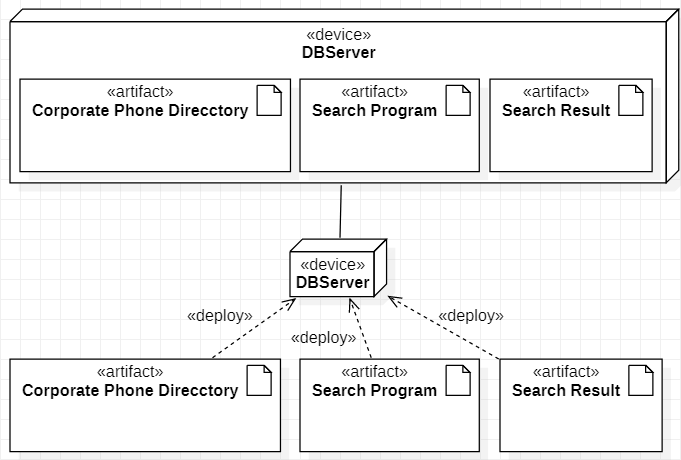 «device»
DBServer
«artifact»
Corporate Phone Direcctory
«artifact»
Search Program
«artifact»
Search Result
«device»
DBServer
«deploy»
«deploy»
«deploy»
«artifact»
Corporate Phone Direcctory
«artifact»
Search Program
«artifact»
Search Result